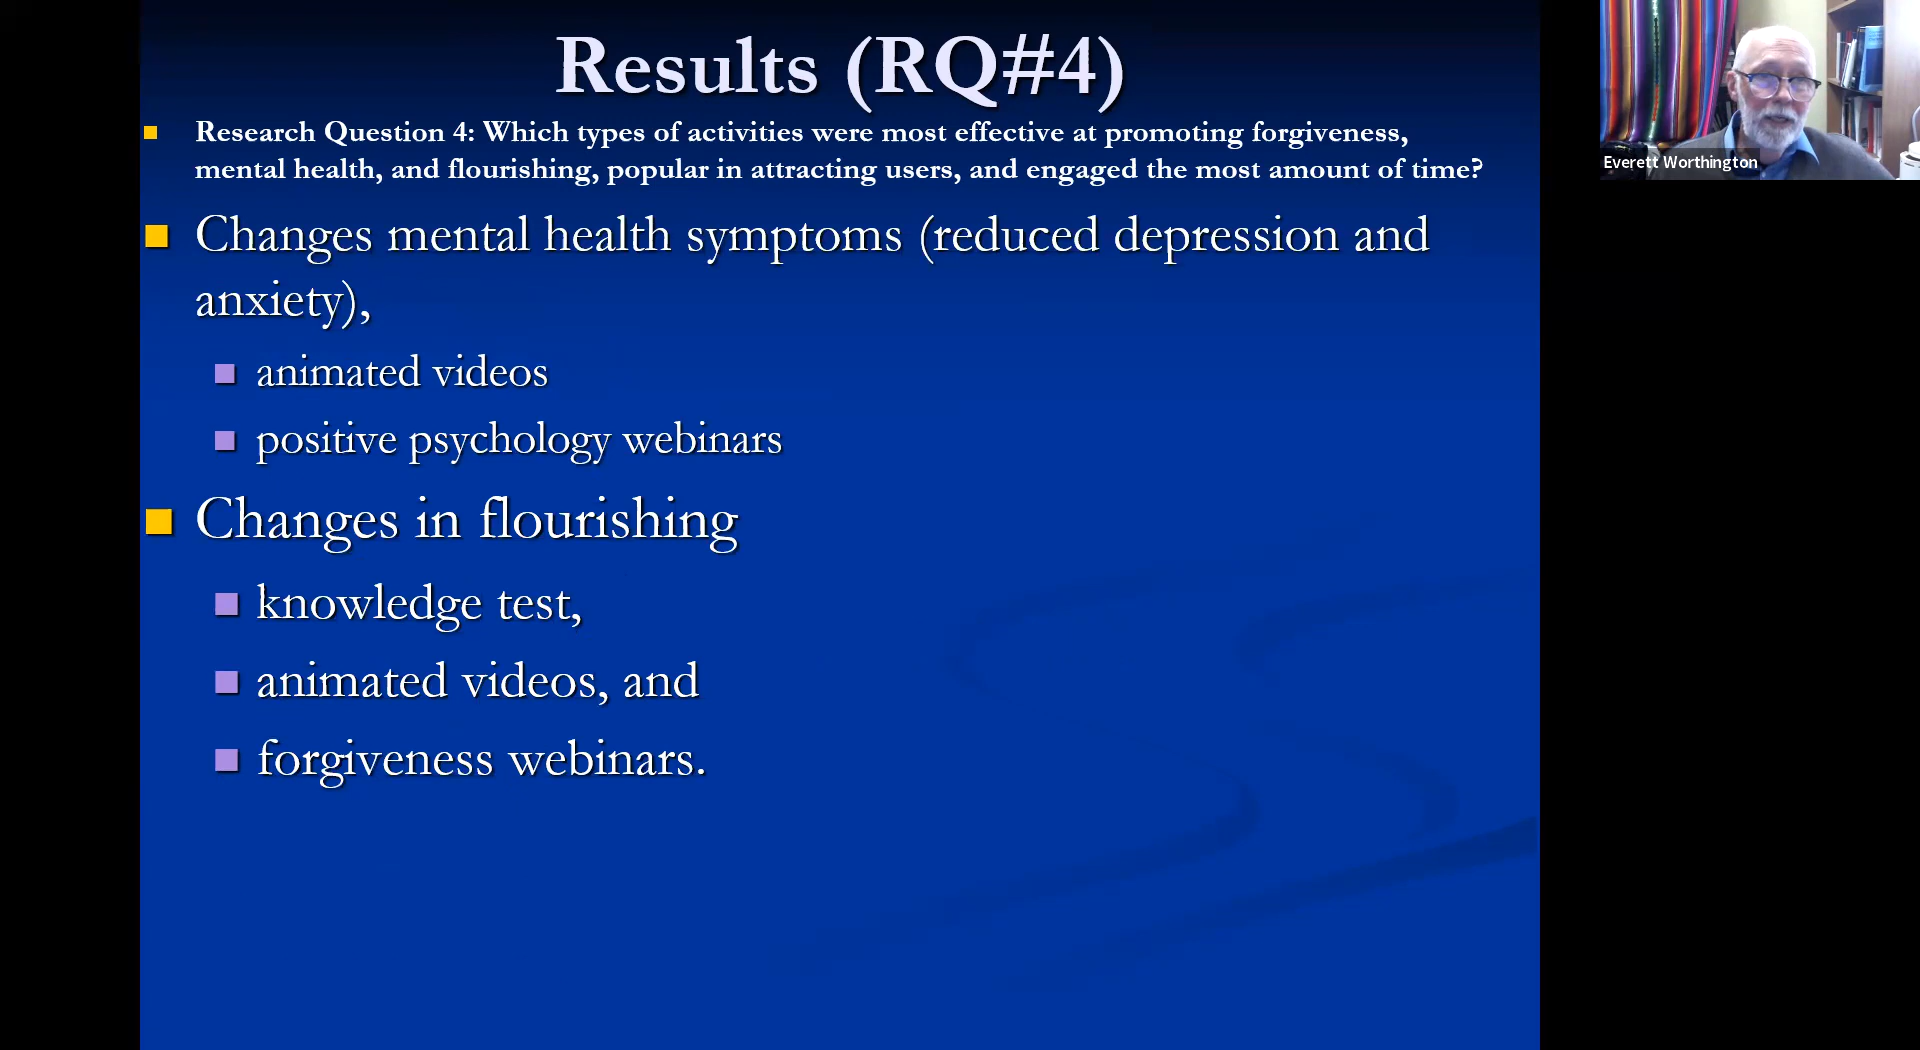 Results (RQ#4)
Research Question 4: Which types of activities were most effective at promoting forgiveness,
mental health, and flourishing, popular in attracting users, and engaged the most amount of time?
Changes mental health symptoms (reduced depression and
anxiety),
animated videos
positive psychology webinars
Changes in flourishing
knowledge test,
animated videos, and
forgiveness webinars.
Everett Worthington